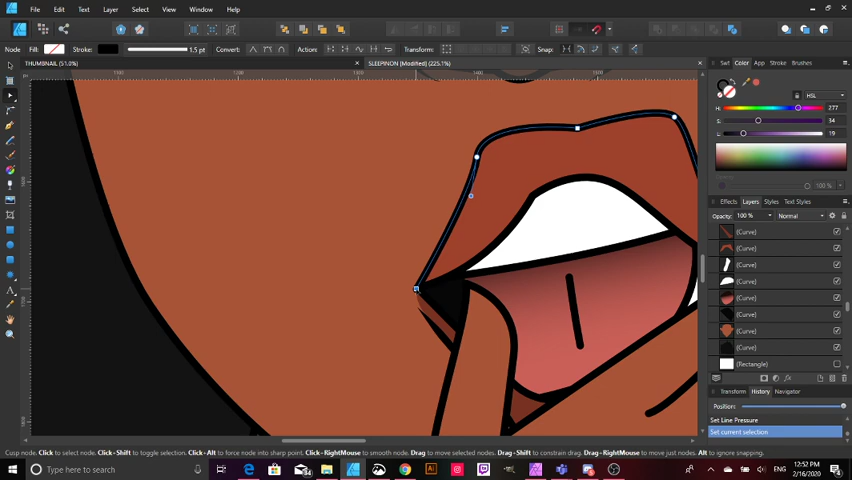 File Edit Text Layer Select View Window
Node Fill: Stroke: 1.5 pt Convert: Action: Transform: Snap:
THUMBNAIL (51.0%) × SLEEPINON [Modified] (225.1%) ×
Swt Color App Stroke Brushes
HSL
H: 277
S: 34
L: 19
Opacity 100 %
Effects Layers Styles Text Styles
Opacity: 100 % Normal
(Curve)
(Curve)
(Curve)
(Curve)
(Curve)
(Curve)
(Curve)
(Curve)
(Rectangle)
Transform History Navigator
Position:
Set Line Pressure
Set current selection
Cusp Node. Click to select node. Click+Shift to toggle selection. Click+Alt to force node into sharp point. Click+RightMouse to smooth node. Drag to move selected nodes. Drag+Shift to constrain drag. Drag+RightMouse to move just nodes. Alt to ignore snapping.
Type here to search
12:52 PM
2/16/2020